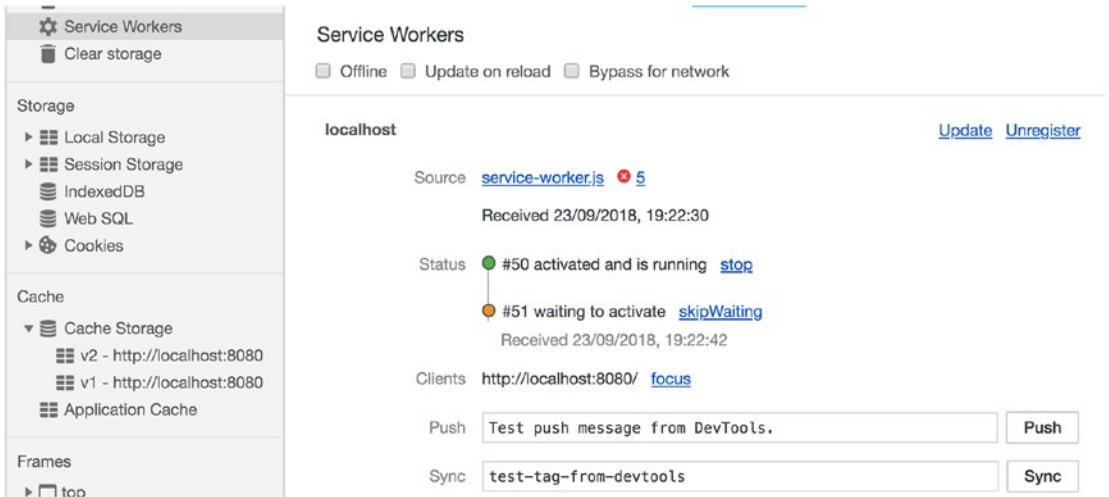 Service Workers
Clear storage
Storage
Local Storage
Session Storage
IndexedDB
Web SQL
Cookies
Cache
Cache Storage
v2 - http://localhost:8080
v1 - http://localhost:8080
Application Cache
Frames
top
Service Workers
Offline Update on reload Bypass for network
localhost Update Unregister
Source service-worker.js 5
Received 23/09/2018, 19:22:30
Status #50 activated and is running stop
#51 waiting to activate skipWaiting
Received 23/09/2018, 19:22:42
Clients http://localhost:8080/ focus
Push Test push message from DevTools. Push
Sync test-tag-from-devtools Sync